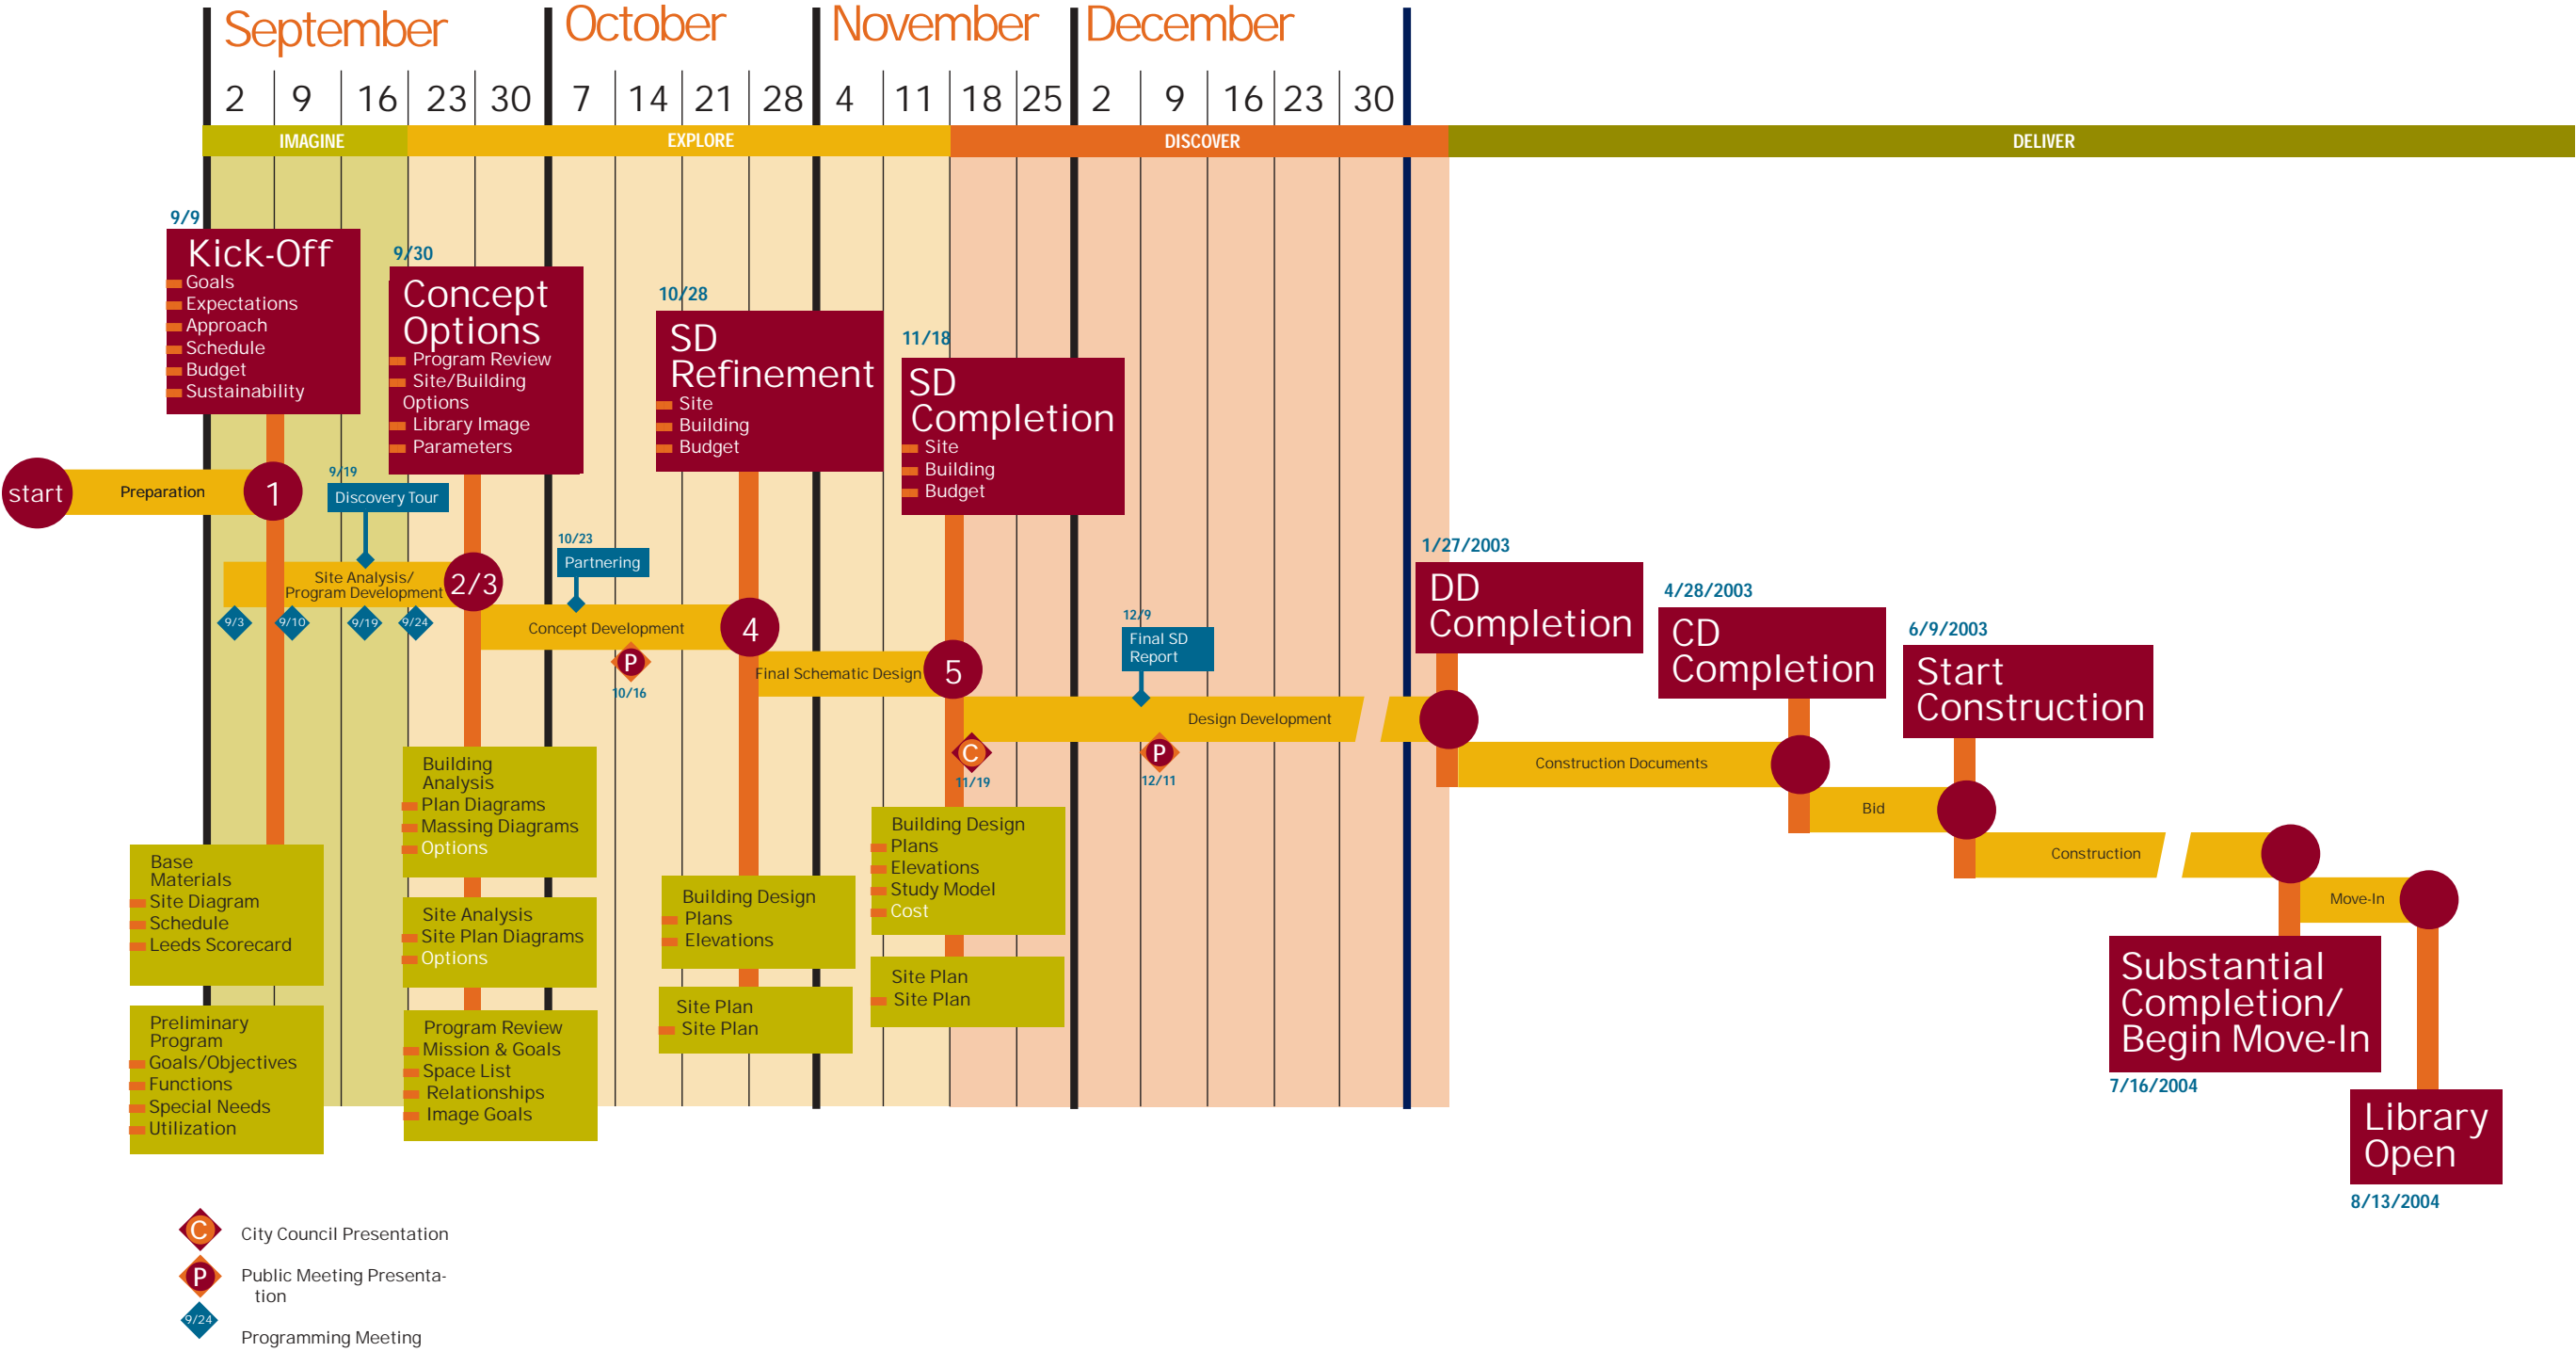 September
October
November
December
2 9 16 23 30 7 14 21 28 4 11 18 25 2 9 16 23 30
IMAGINE
EXPLORE
DISCOVER
DELIVER
9/9
Kick-Off
Goals
Expectations
Approach
Schedule
Budget
Sustainability
9/30
Concept
Options
Program Review
Site/Building
Options
Library Image
Parameters
10/28
SD
Refinement
Site
Building
Budget
11/18
SD
Completion
Site
Building
Budget
start
Preparation
1
9/19
Discovery Tour
Site Analysis/
Program Development
2/3
9/3
9/10
9/19
9/24
10/23
Partnering
Concept Development
4
P
10/16
Final Schematic Design
5
12/9
Final SD
Report
Design Development
C
11/19
P
12/11
1/27/2003
DD
Completion
4/28/2003
CD
Completion
6/9/2003
Start
Construction
Construction Documents
Bid
Construction
Move-In
Substantial
Completion/
Begin Move-In
7/16/2004
Library
Open
8/13/2004
Base
Materials
Site Diagram
Schedule
Leeds Scorecard
Preliminary
Program
Goals/Objectives
Functions
Special Needs
Utilization
Building
Analysis
Plan Diagrams
Massing Diagrams
Options
Site Analysis
Site Plan Diagrams
Options
Program Review
Mission & Goals
Space List
Relationships
Image Goals
Building Design
Plans
Elevations
Site Plan
Site Plan
Building Design
Plans
Elevations
Study Model
Cost
Site Plan
Site Plan
C
City Council Presentation
P
Public Meeting Presenta-
tion
9/24
Programming Meeting